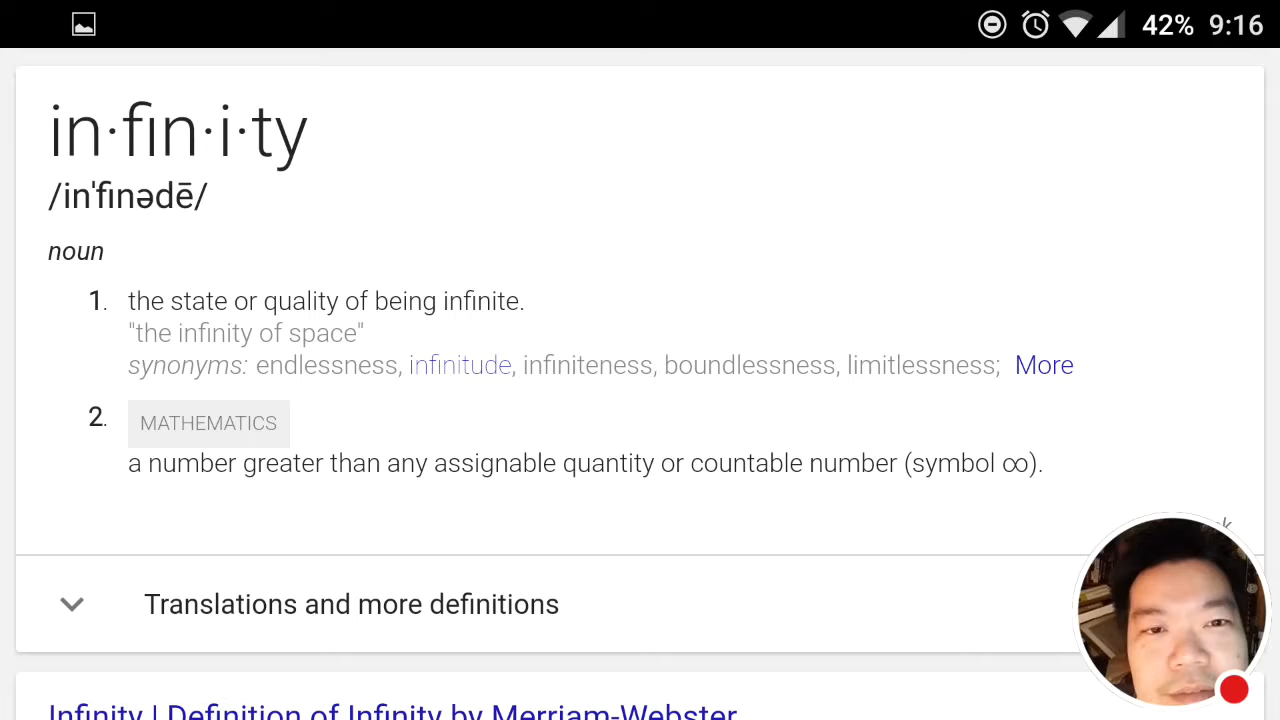 42% 9:16
in·fin·i·ty
/inˈfinədē/
noun
1. the state or quality of being infinite.
"the infinity of space"
synonyms: endlessness, infinitude, infiniteness, boundlessness, limitlessness; More
2. MATHEMATICS
a number greater than any assignable quantity or countable number (symbol ∞).
Translations and more definitions
Infinity | Definition of Infinity by Merriam-Webster